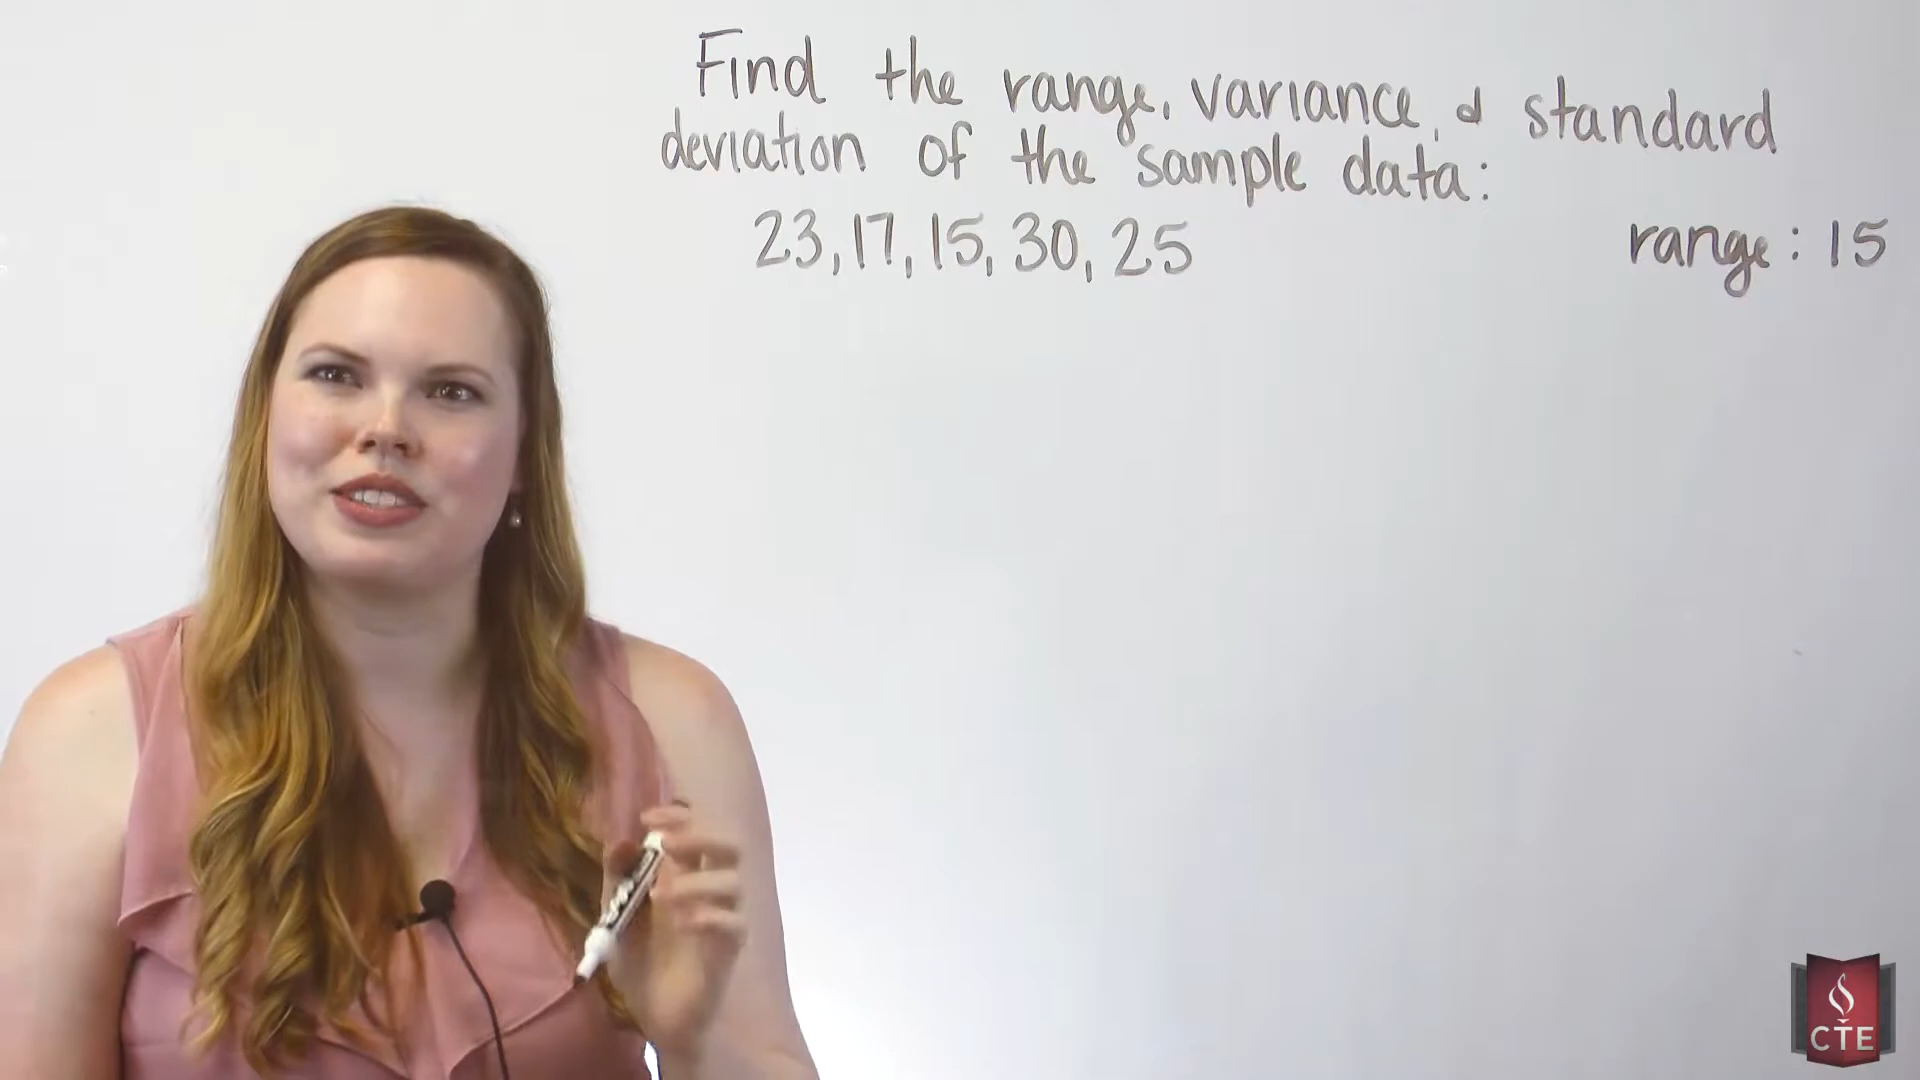 Find the range, variance, & standard
deviation of the sample data:
23, 17, 15, 30, 25
range: 15
CTE